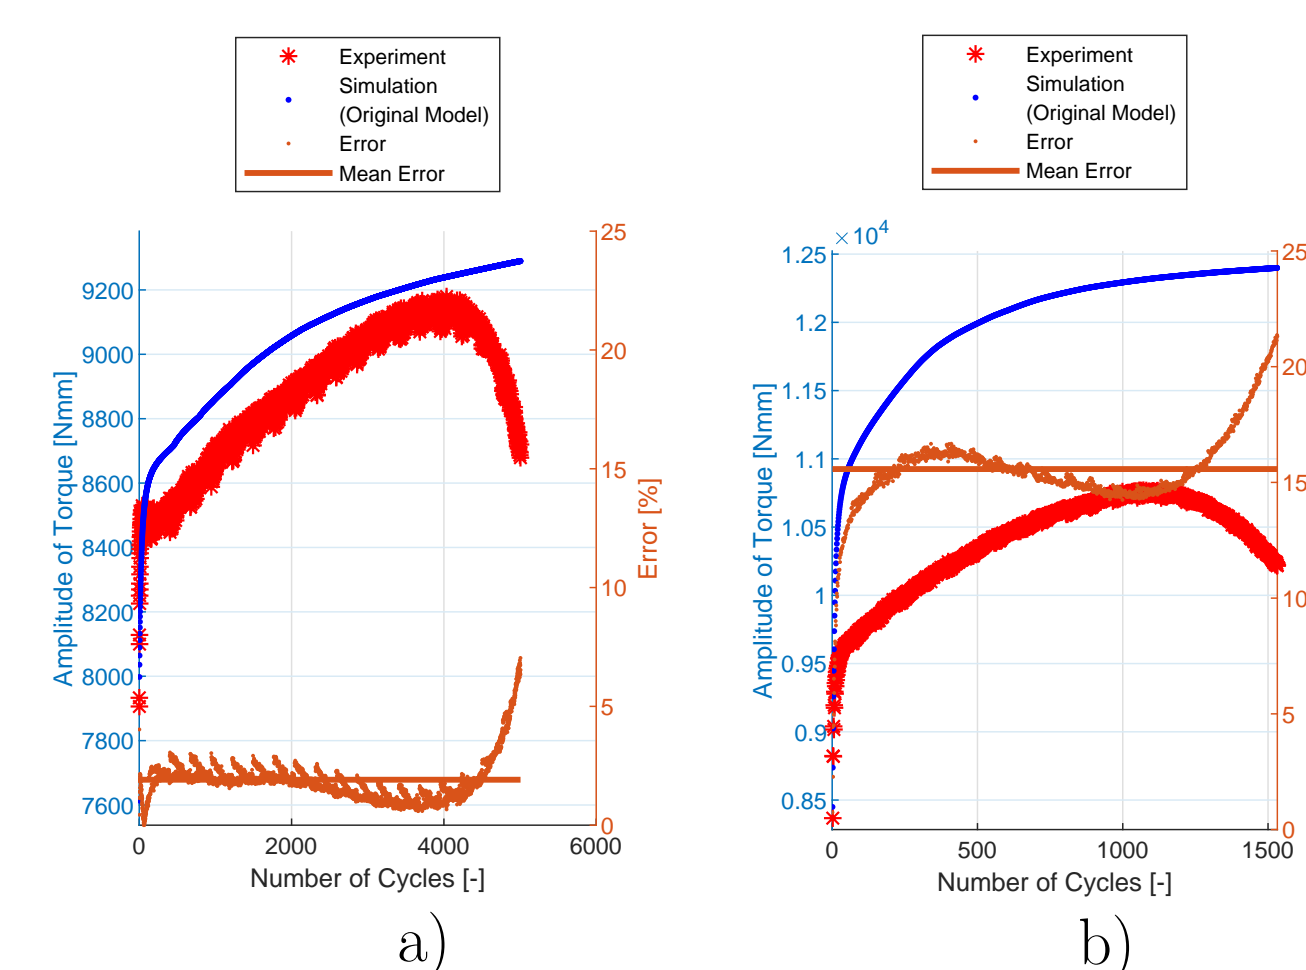 Experiment
Simulation
(Original Model)
Error
Mean Error
9200
9000
8800
8600
8400
8200
8000
7800
7600
Amplitude of Torque [Nmm]
25
20
15
10
5
0
Error [%]
0 2000 4000 6000
Number of Cycles [-]
a)
Experiment
Simulation
(Original Model)
Error
Mean Error
×10⁴
1.25
1.2
1.15
1.1
1.05
1
0.95
0.9
0.85
Amplitude of Torque [Nmm]
25
20
15
10
5
0
0 500 1000 1500
Number of Cycles [-]
b)